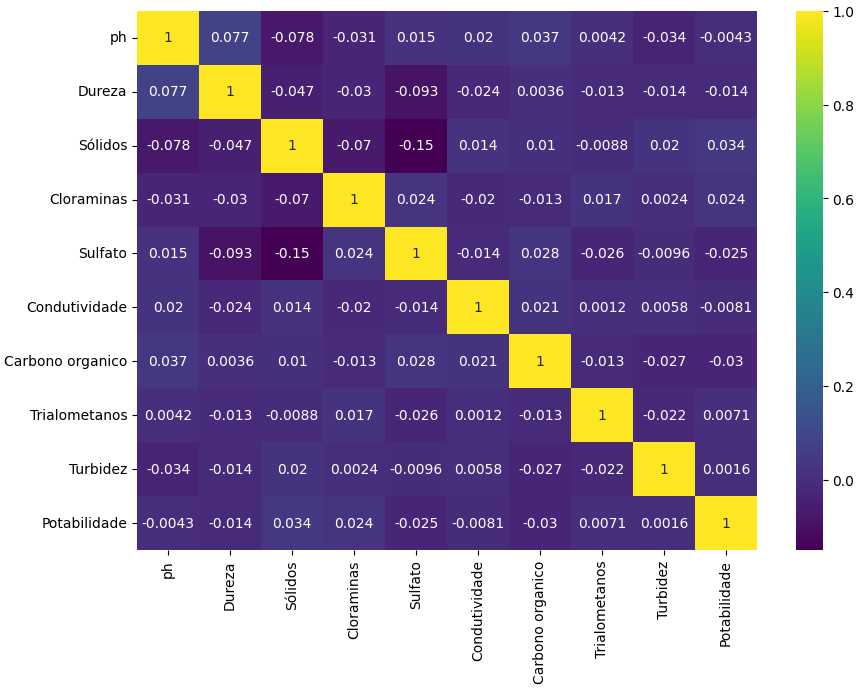 ph 1 0.077 -0.078 -0.031 0.015 0.02 0.037 0.0042 -0.034 -0.0043
Dureza 0.077 1 -0.047 -0.03 -0.093 -0.024 0.0036 -0.013 -0.014 -0.014
Sólidos -0.078 -0.047 1 -0.07 -0.15 0.014 0.01 -0.0088 0.02 0.034
Cloraminas -0.031 -0.03 -0.07 1 0.024 -0.02 -0.013 0.017 0.0024 0.024
Sulfato 0.015 -0.093 -0.15 0.024 1 -0.014 0.028 -0.026 -0.0096 -0.025
Condutividade 0.02 -0.024 0.014 -0.02 -0.014 1 0.021 0.0012 0.0058 -0.0081
Carbono organico 0.037 0.0036 0.01 -0.013 0.028 0.021 1 -0.013 -0.027 -0.03
Trialometanos 0.0042 -0.013 -0.0088 0.017 -0.026 0.0012 -0.013 1 -0.022 0.0071
Turbidez -0.034 -0.014 0.02 0.0024 -0.0096 0.0058 -0.027 -0.022 1 0.0016
Potabilidade -0.0043 -0.014 0.034 0.024 -0.025 -0.0081 -0.03 0.0071 0.0016 1
ph
Dureza
Sólidos
Cloraminas
Sulfato
Condutividade
Carbono organico
Trialometanos
Turbidez
Potabilidade
1.0
0.8
0.6
0.4
0.2
0.0